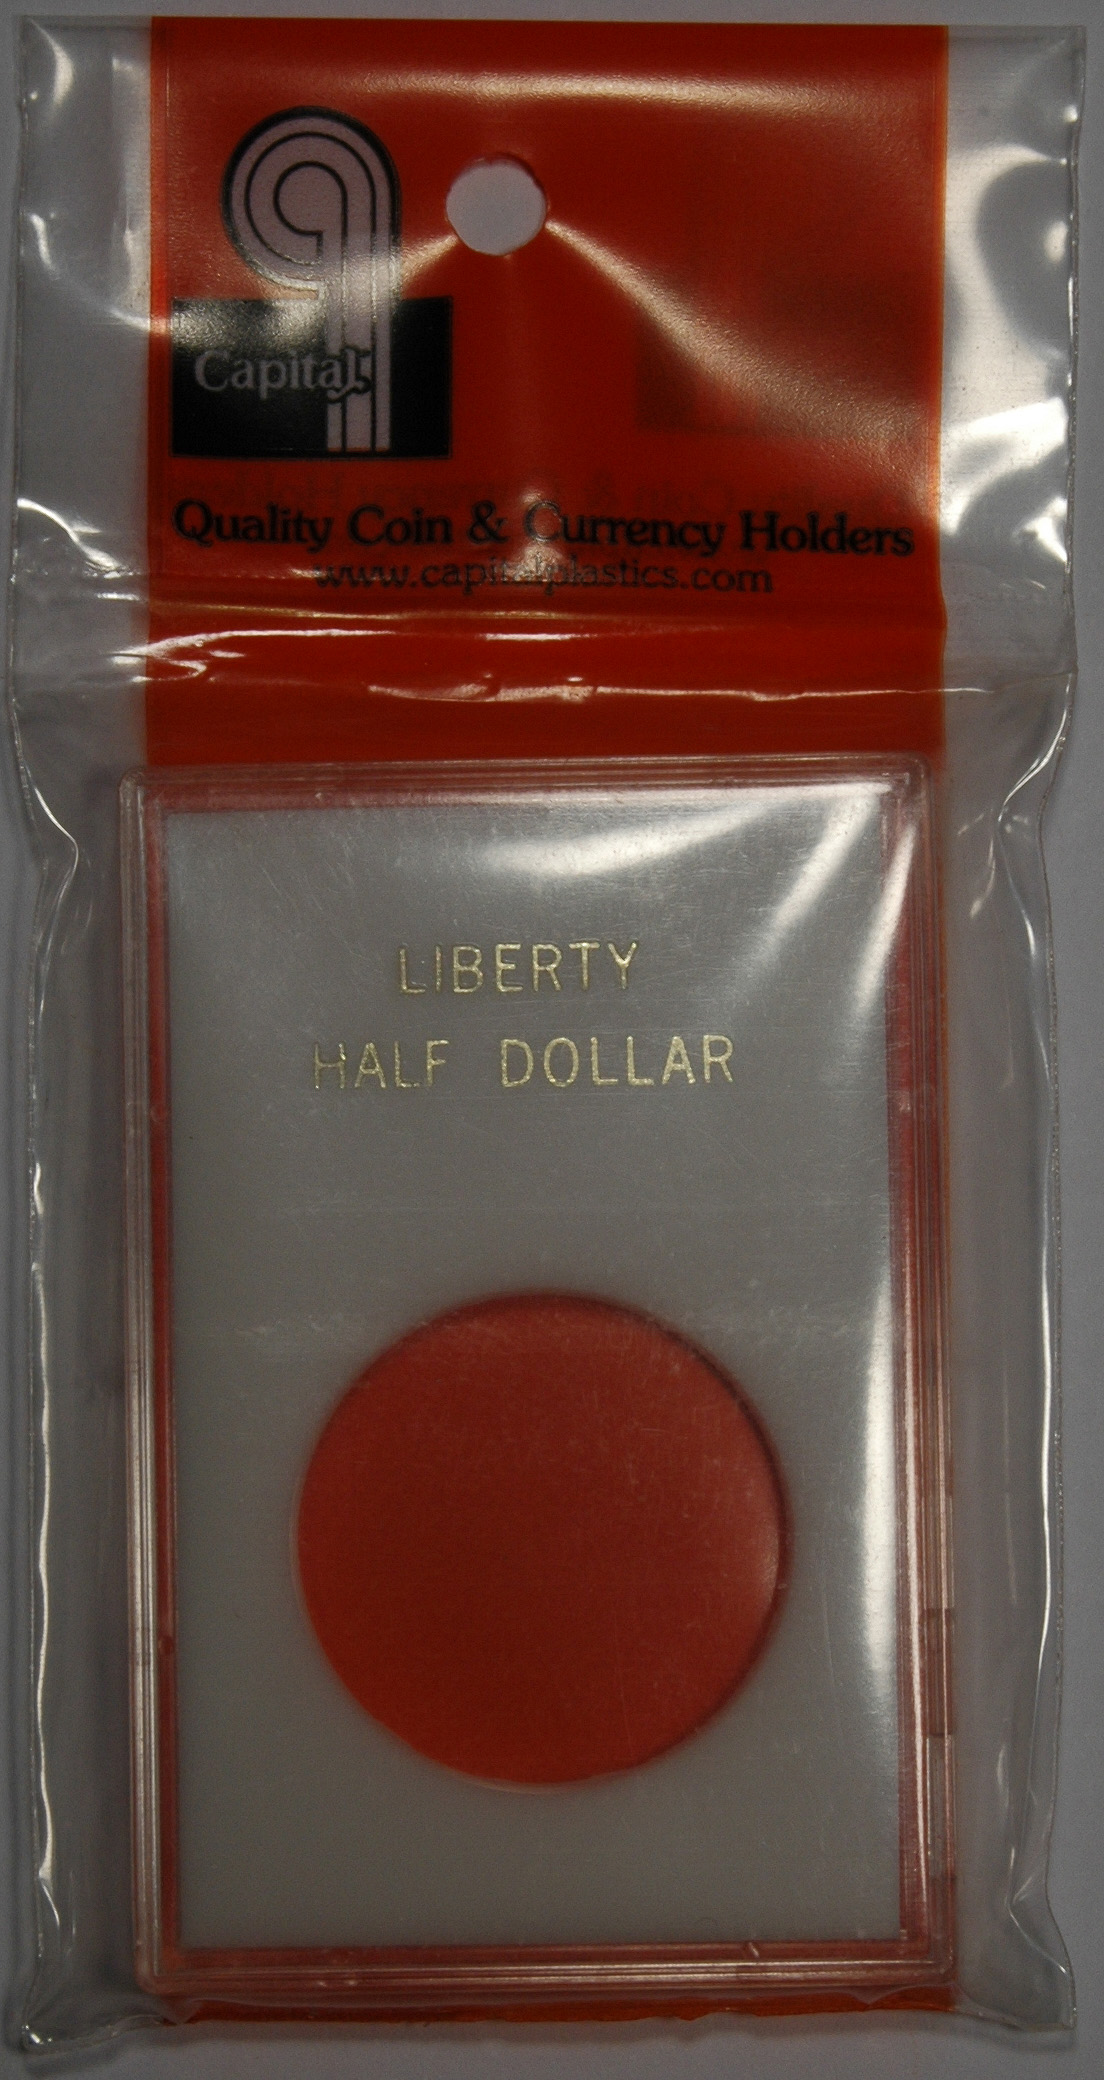 Capital
Quality Coin & Currency Holders
www.capitalplastics.com
LIBERTY
HALF DOLLAR